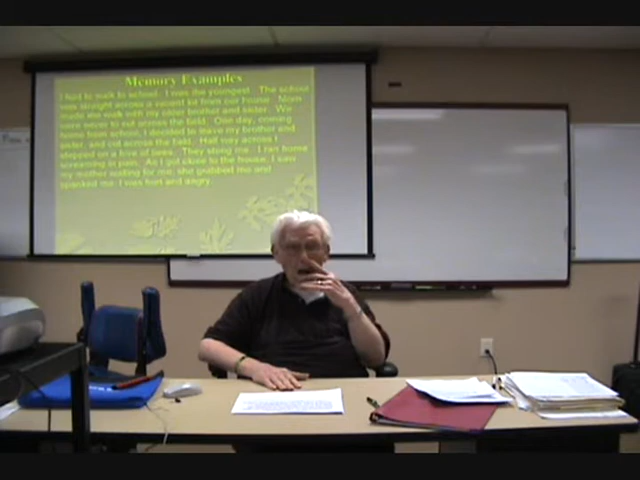 Memory Examples
I had to walk to school. I was the youngest. The school
was straight across a vacant lot from our home. Mom
made me walk with my older brother and sister. We
were never to cut across the field. One day, coming
home from school, I decided to leave my brother and
sister, and cut across the field. Half way across I
stepped on a hive of bees. They stung me. I ran home
screaming in pain. As I got close to the house, I saw
my mother waiting for me, she grabbed me and
spanked me. I was hurt and angry.